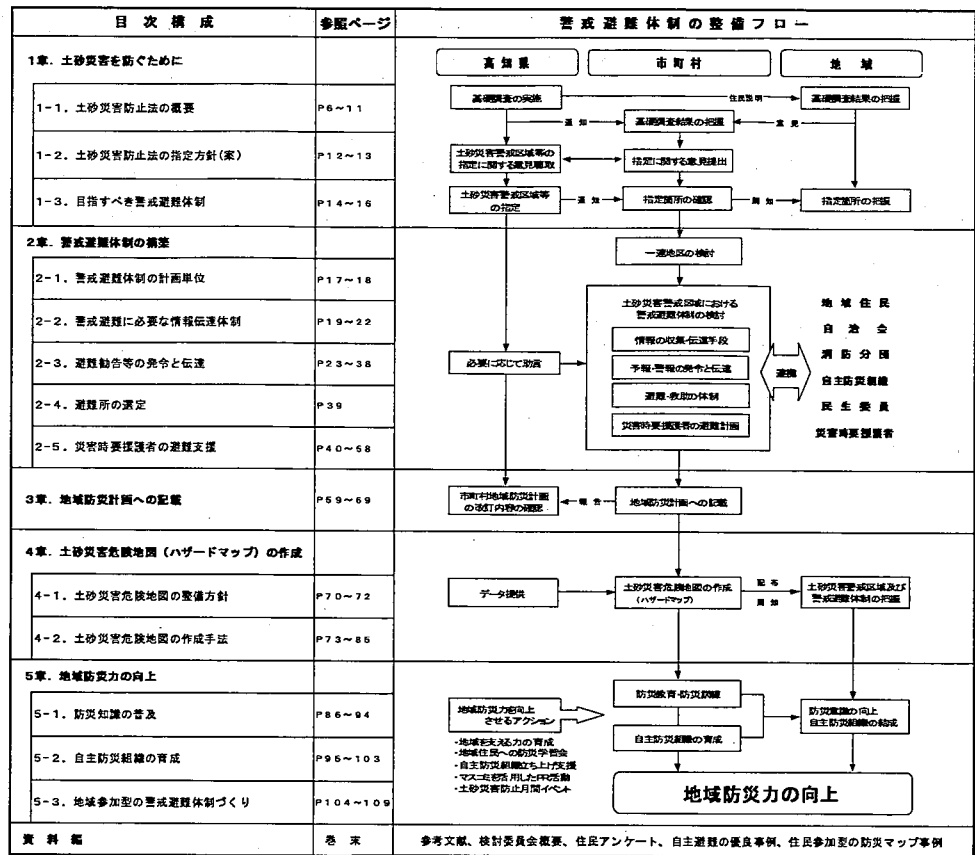 目次構成
参照ページ
警戒避難体制の整備フロー
1章．土砂災害を防ぐために
高知県
市町村
地域
1-1．土砂災害防止法の概要
P6～11
基礎調査の実施
住民説明
基礎調査結果の把握
通知
基礎調査結果の把握
意見
1-2．土砂災害防止法の指定方針(案)
P12～13
土砂災害警戒区域等の
指定に関する意見聴取
指定に関する意見提出
1-3．目指すべき警戒避難体制
P14～16
土砂災害警戒区域等
の指定
通知
指定箇所の確認
周知
指定箇所の把握
2章．警戒避難体制の構築
一連地区の検討
2-1．警戒避難体制の計画単位
P17～18
2-2．警戒避難に必要な情報伝達体制
P19～22
2-3．避難勧告等の発令と伝達
P23～38
2-4．避難所の選定
P39
2-5．災害時要援護者の避難支援
P40～58
必要に応じて助言
土砂災害警戒区域における
警戒避難体制の検討
情報の収集・伝達手段
予報・警報の発令と伝達
避難・救助の体制
災害時要援護者の避難計画
連携
地域住民
自治会
消防分団
自主防災組織
民生委員
災害時要援護者
3章．地域防災計画への記載
P59～69
市町村地域防災計画
の改訂内容の確認
報告
地域防災計画への記載
4章．土砂災害危険地図（ハザードマップ）の作成
4-1．土砂災害危険地図の整備方針
P70～72
データ提供
土砂災害危険地図の作成
(ハザードマップ)
配布
周知
土砂災害警戒区域及び
警戒避難体制の把握
4-2．土砂災害危険地図の作成手法
P73～85
5章．地域防災力の向上
5-1．防災知識の普及
P86～94
5-2．自主防災組織の育成
P95～103
5-3．地域参加型の警戒避難体制づくり
P104～109
地域防災力を向上
させるアクション
・地域を支える力の育成
・地域住民への防災学習会
・自主防災組織立ち上げ支援
・マスコミを活用したPR活動
・土砂災害防止月間イベント
防災教育・防災訓練
自主防災組織の育成
防災意識の向上
自主防災組織の結成
地域防災力の向上
資料編
巻末
参考文献、検討委員会概要、住民アンケート、自主避難の優良事例、住民参加型の防災マップ事例